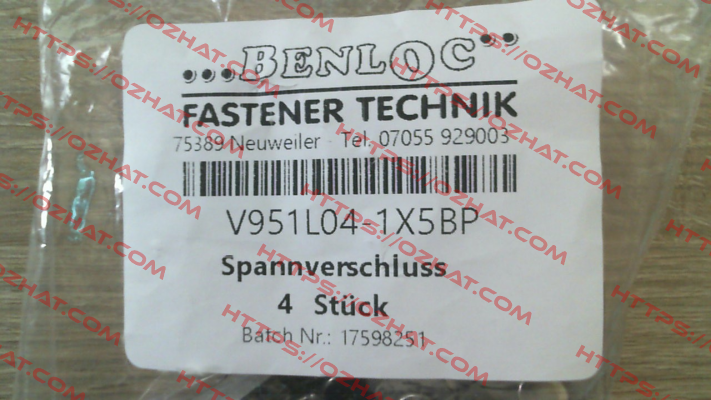 ...BENLOC..
FASTENER TECHNIK
75389 Neuweiler · Tel. 07055 929003
V951L04-1X5BP
Spannverschluss
4 Stück
Batch Nr.: 17598251
HTTPS://OZHAT.COM